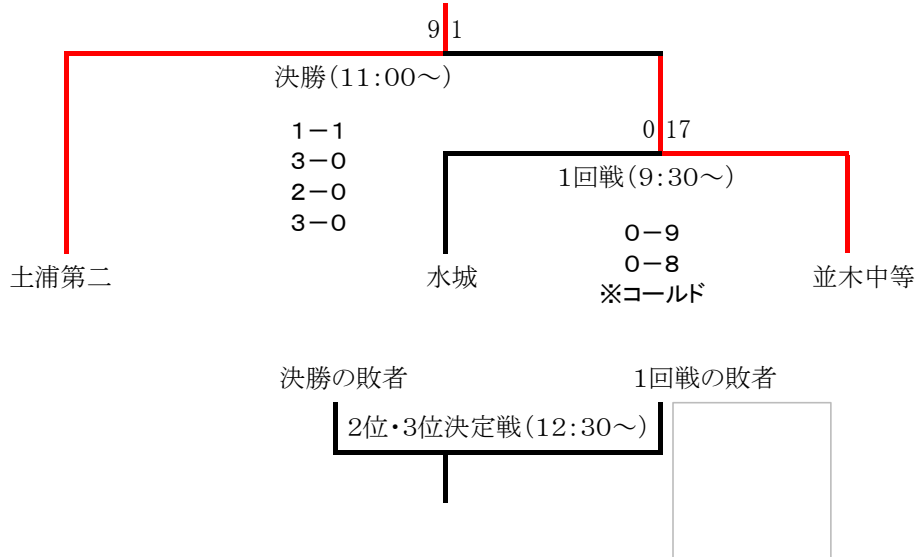 9 1
決勝(11:00～)
1－1
3－0
2－0
3－0
0 17
1回戦(9:30～)
0－9
0－8
※コールド
土浦第二
水城
並木中等
決勝の敗者
1回戦の敗者
2位・3位決定戦(12:30～)